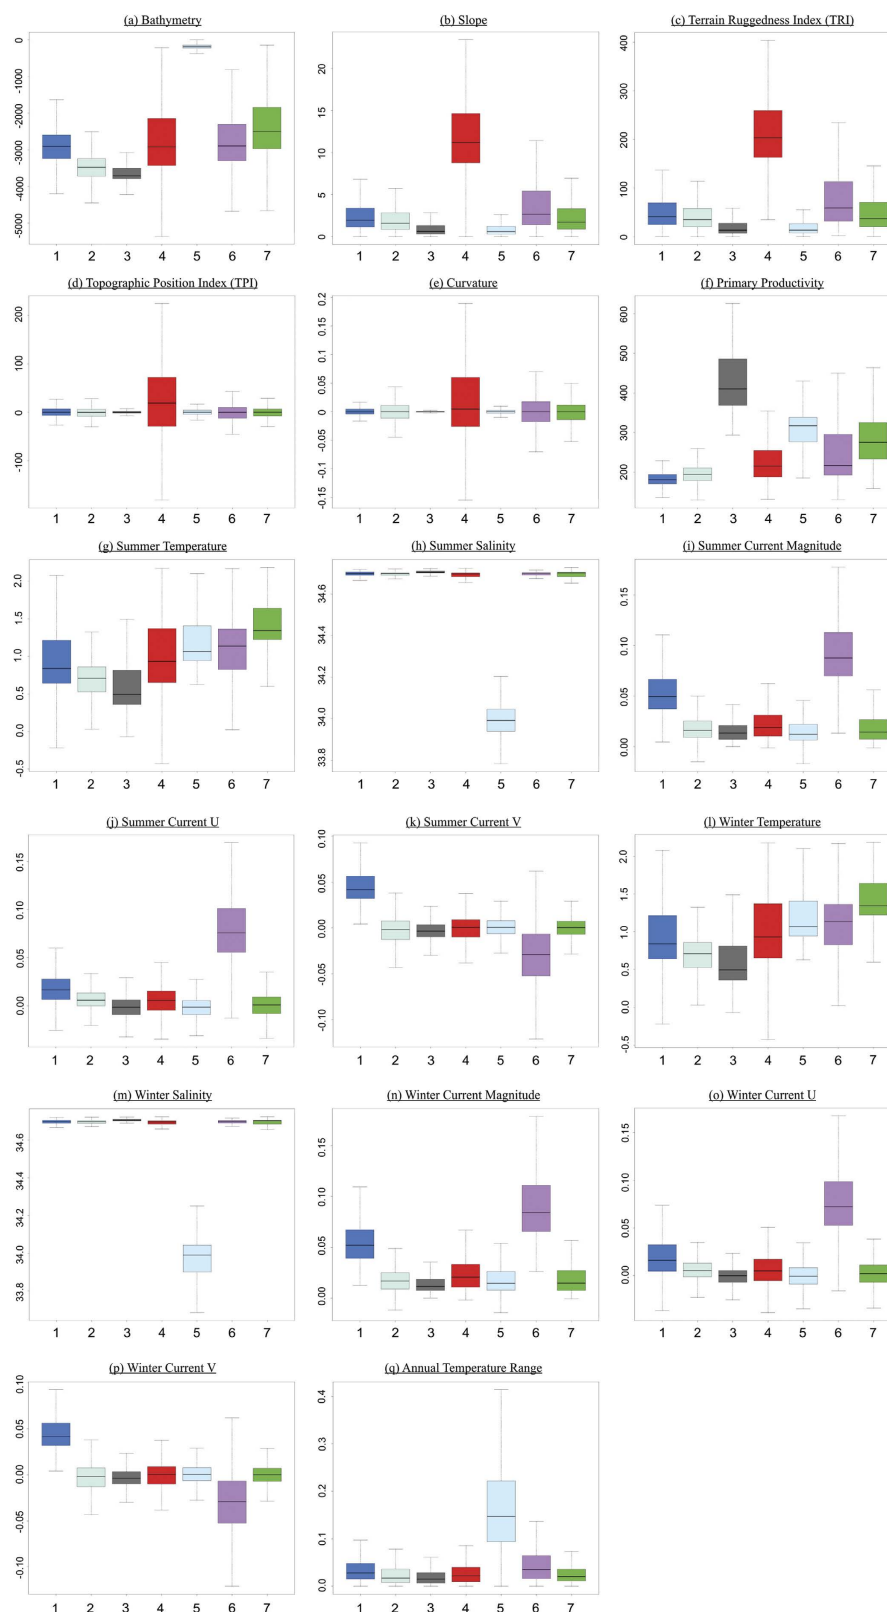 (a) Bathymetry
0
-1000
-2000
-3000
-4000
-5000
1 2 3 4 5 6 7
(b) Slope
20
15
10
5
0
1 2 3 4 5 6 7
(c) Terrain Ruggedness Index (TRI)
400
300
200
100
0
1 2 3 4 5 6 7
(d) Topographic Position Index (TPI)
200
100
0
-100
1 2 3 4 5 6 7
(e) Curvature
0.2
0.15
0.1
0.05
0
-0.05
-0.1
-0.15
1 2 3 4 5 6 7
(f) Primary Productivity
600
500
400
300
200
1 2 3 4 5 6 7
(g) Summer Temperature
2.0
1.5
1.0
0.5
0.0
-0.5
1 2 3 4 5 6 7
(h) Summer Salinity
34.6
34.4
34.2
34.0
33.8
1 2 3 4 5 6 7
(i) Summer Current Magnitude
0.15
0.10
0.05
0.00
1 2 3 4 5 6 7
(j) Summer Current U
0.15
0.10
0.05
0.00
1 2 3 4 5 6 7
(k) Summer Current V
0.10
0.05
0.00
-0.05
-0.10
1 2 3 4 5 6 7
(l) Winter Temperature
2.0
1.5
1.0
0.5
0.0
-0.5
1 2 3 4 5 6 7
(m) Winter Salinity
34.6
34.4
34.2
34.0
33.8
1 2 3 4 5 6 7
(n) Winter Current Magnitude
0.15
0.10
0.05
0.00
1 2 3 4 5 6 7
(o) Winter Current U
0.15
0.10
0.05
0.00
1 2 3 4 5 6 7
(p) Winter Current V
0.10
0.05
0.00
-0.05
-0.10
1 2 3 4 5 6 7
(q) Annual Temperature Range
0.4
0.3
0.2
0.1
0.0
1 2 3 4 5 6 7